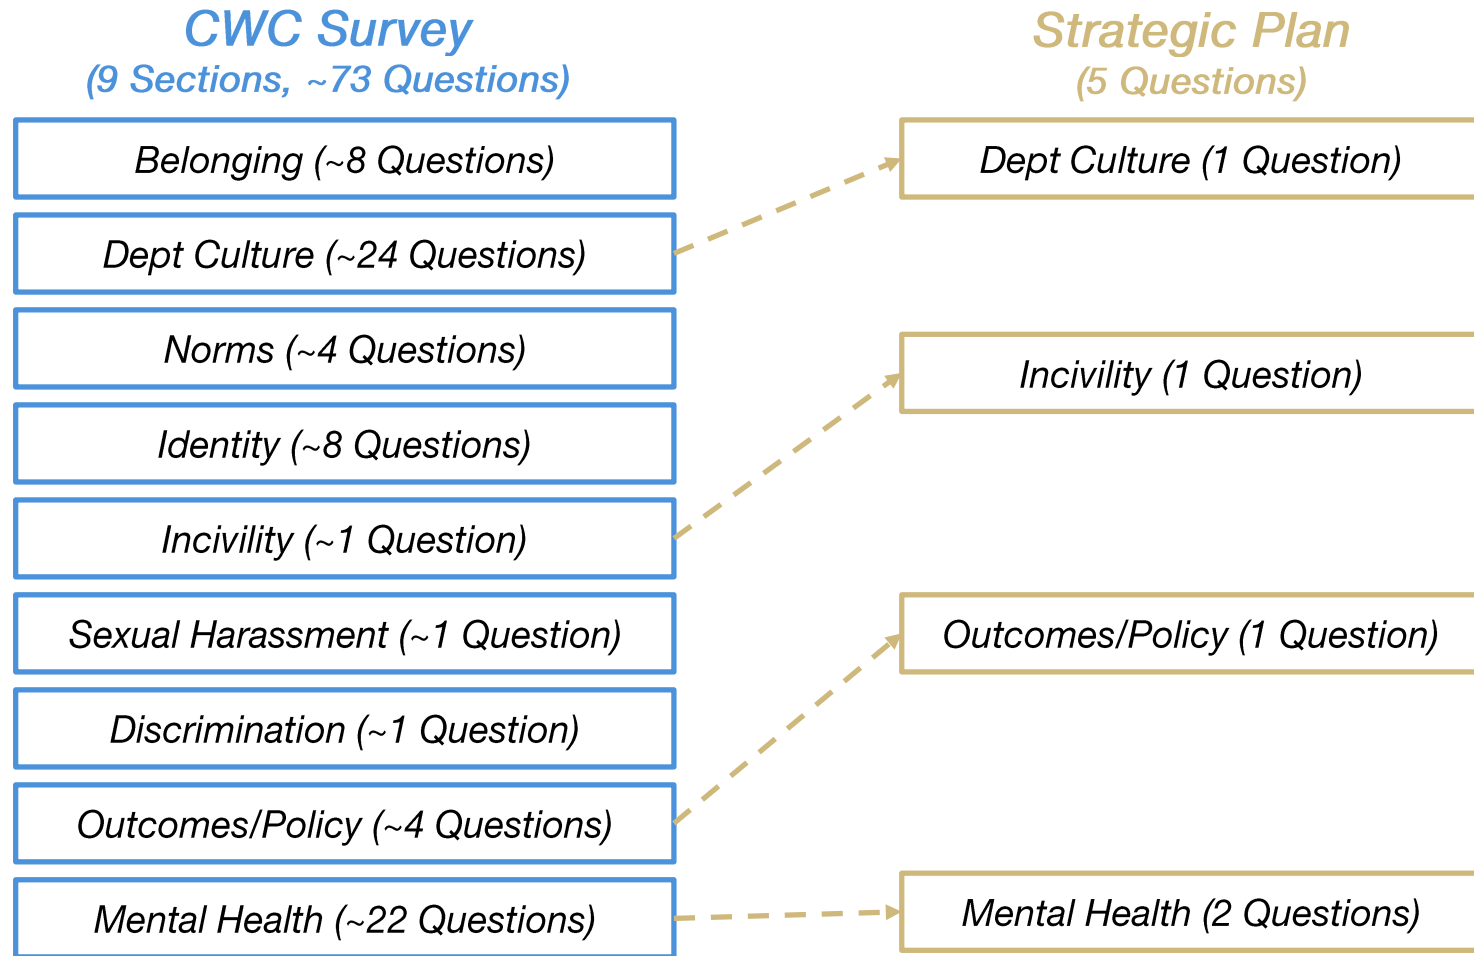 CWC Survey
(9 Sections, ~73 Questions)
Belonging (~8 Questions)
Dept Culture (~24 Questions)
Norms (~4 Questions)
Identity (~8 Questions)
Incivility (~1 Question)
Sexual Harassment (~1 Question)
Discrimination (~1 Question)
Outcomes/Policy (~4 Questions)
Mental Health (~22 Questions)
Strategic Plan
(5 Questions)
Dept Culture (1 Question)
Incivility (1 Question)
Outcomes/Policy (1 Question)
Mental Health (2 Questions)